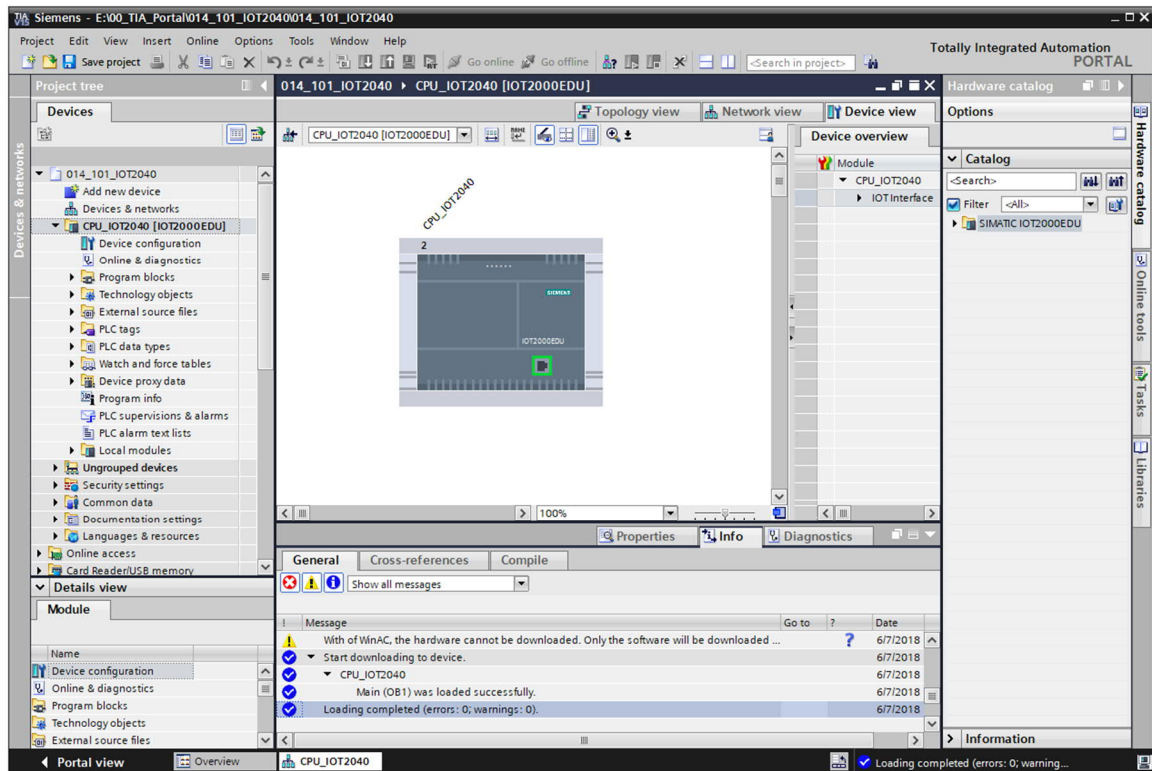 Siemens - E:\00_TIA_Portal\014_101_IOT2040\014_101_IOT2040
Project Edit View Insert Online Options Tools Window Help
Totally Integrated Automation
PORTAL
Save project
Go online
Go offline
<Search in project>
Project tree
014_101_IOT2040 CPU_IOT2040 [IOT2000EDU]
Hardware catalog
Devices
Topology view
Network view
Device view
Options
CPU_IOT2040 [IOT2000EDU]
Device overview
Devices & networks
014_101_IOT2040
Add new device
Devices & networks
CPU_IOT2040 [IOT2000EDU]
Device configuration
Online & diagnostics
Program blocks
Technology objects
External source files
PLC tags
PLC data types
Watch and force tables
Device proxy data
Program info
PLC supervisions & alarms
PLC alarm text lists
Local modules
Ungrouped devices
Security settings
Common data
Documentation settings
Languages & resources
Online access
Card Reader/USB memory
CPU_IOT2040
2
SIEMENS
IOT2000EDU
100%
Module
CPU_IOT2040
IOT Interface
Catalog
<Search>
Filter <All>
SIMATIC IOT2000EDU
Hardware catalog
Online tools
Tasks
Libraries
Properties
Info
Diagnostics
General
Cross-references
Compile
Show all messages
! Message Go to ? Date
With of WinAC, the hardware cannot be downloaded. Only the software will be downloaded ... ? 6/7/2018
Start downloading to device. 6/7/2018
CPU_IOT2040 6/7/2018
Main (OB1) was loaded successfully. 6/7/2018
Loading completed (errors: 0; warnings: 0). 6/7/2018
Details view
Module
Name
Device configuration
Online & diagnostics
Program blocks
Technology objects
External source files
Information
Portal view
Overview
CPU_IOT2040
Loading completed (errors: 0; warning...